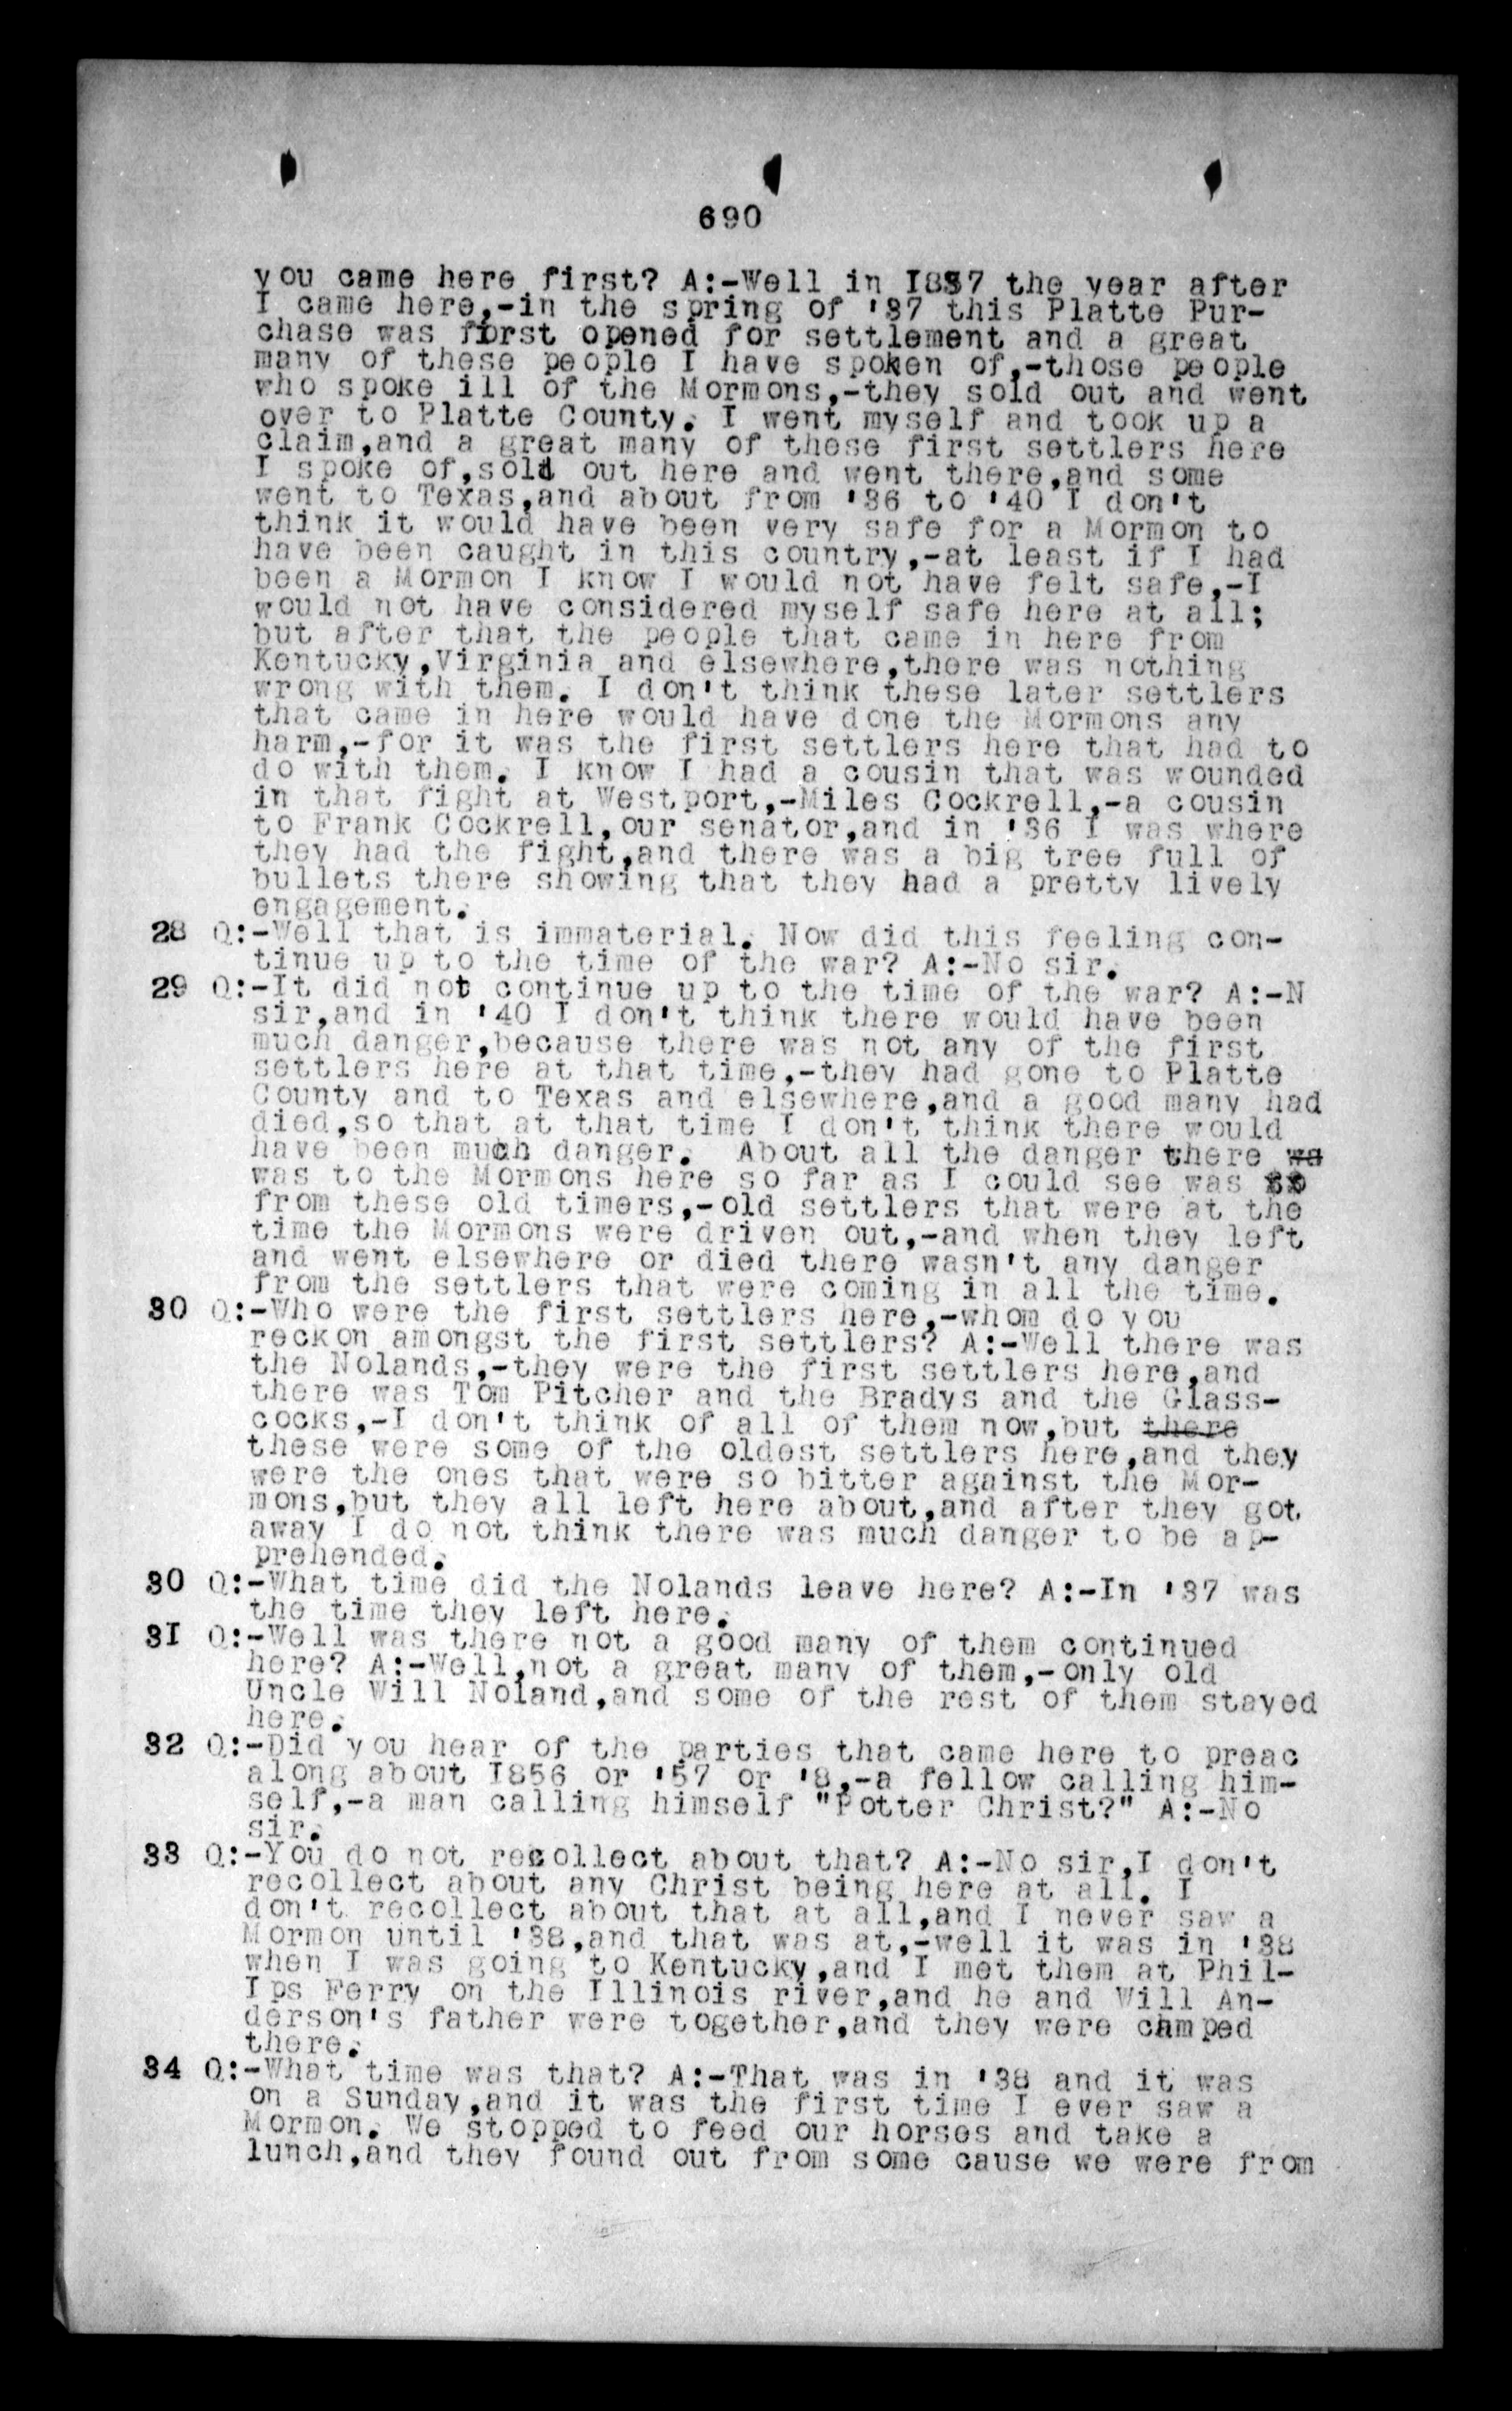 690
you came here first? A:-Well in I837 the year after
I came here,-in the spring of '37 this Platte Pur-
chase was first opened for settlement and a great
many of these people I have spoken of,-those people
who spoke ill of the Mormons,-they sold out and went
over to Platte County. I went myself and took up a
claim,and a great many of these first settlers here
I spoke of,sold out here and went there,and some
went to Texas,and about from '36 to '40 I don't
think it would have been very safe for a Mormon to
have been caught in this country,-at least if I had
been a Mormon I know I would not have felt safe,-I
would not have considered myself safe here at all;
but after that the people that came in here from
Kentucky,Virginia and elsewhere,there was nothing
wrong with them. I don't think these later settlers
that came in here would have done the Mormons any
harm,-for it was the first settlers here that had to
do with them. I know I had a cousin that was wounded
in that fight at Westport,-Miles Cockrell,-a cousin
to Frank Cockrell,our senator,and in '36 I was where
they had the fight,and there was a big tree full of
bullets there showing that they had a pretty lively
engagement.
28 Q:-Well that is immaterial. Now did this feeling con-
tinue up to the time of the war? A:-No sir.
29 Q:-It did not continue up to the time of the war? A:-N
sir,and in '40 I don't think there would have been
much danger,because there was not any of the first
settlers here at that time,-they had gone to Platte
County and to Texas and elsewhere,and a good many had
died,so that at that time I don't think there would
have been much danger. About all the danger there wa
was to the Mormons here so far as I could see was
from these old timers,-old settlers that were at the
time the Mormons were driven out,-and when they left
and went elsewhere or died there wasn't any danger
from the settlers that were coming in all the time.
30 Q:-Who were the first settlers here,-whom do you
reckon amongst the first settlers? A:-Well there was
the Nolands,-they were the first settlers here,and
there was Tom Pitcher and the Bradys and the Glass-
cocks,-I don't think of all of them now,but there
these were some of the oldest settlers here,and they
were the ones that were so bitter against the Mor-
mons,but they all left here about,and after they got
away I do not think there was much danger to be ap-
prehended.
30 Q:-What time did the Nolands leave here? A:-In '37 was
the time they left here.
3I Q:-Well was there not a good many of them continued
here? A:-Well,not a great many of them,-only old
Uncle Will Noland,and some of the rest of them stayed
here.
32 Q:-Did you hear of the parties that came here to preac
along about I856 or '57 or '8,-a fellow calling him-
self,-a man calling himself "Potter Christ?" A:-No
sir.
33 Q:-You do not recollect about that? A:-No sir,I don't
recollect about any Christ being here at all. I
don't recollect about that at all,and I never saw a
Mormon until '38,and that was at,-well it was in '38
when I was going to Kentucky,and I met them at Phil-
Ips Ferry on the Illinois river,and he and Will An-
derson's father were together,and they were camped
there.
34 Q:-What time was that? A:-That was in '38 and it was
on a Sunday,and it was the first time I ever saw a
Mormon. We stopped to feed our horses and take a
lunch,and they found out from some cause we were from